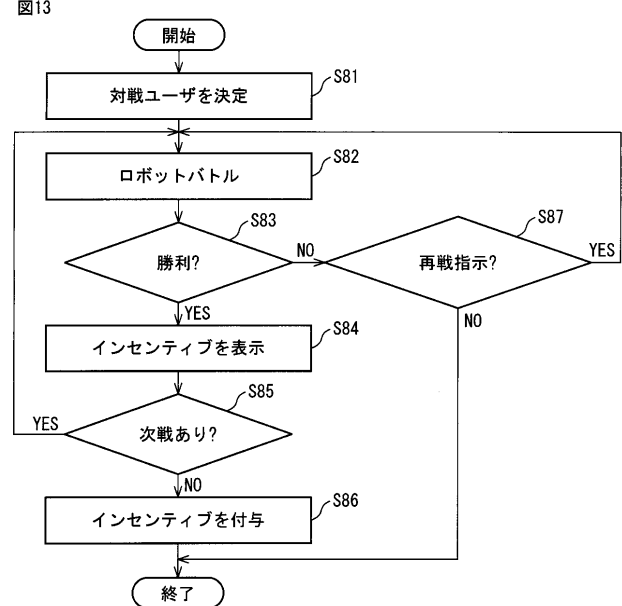 図13
開始
対戦ユーザを決定
S81
ロボットバトル
S82
勝利?
S83
NO
再戦指示?
S87
YES
YES
NO
インセンティブを表示
S84
次戦あり?
S85
YES
NO
インセンティブを付与
S86
終了